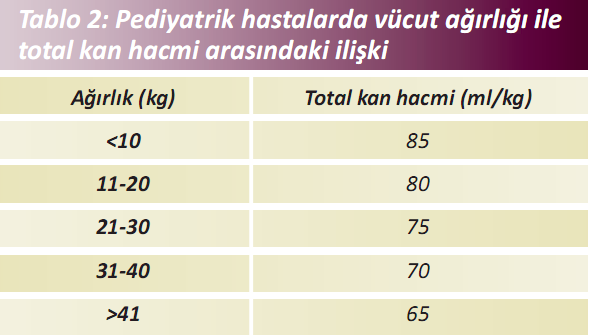 Tablo 2: Pediyatrik hastalarda vücut ağırlığı ile
total kan hacmi arasındaki ilişki
Ağırlık (kg) Total kan hacmi (ml/kg)
<10 85
11-20 80
21-30 75
31-40 70
>41 65